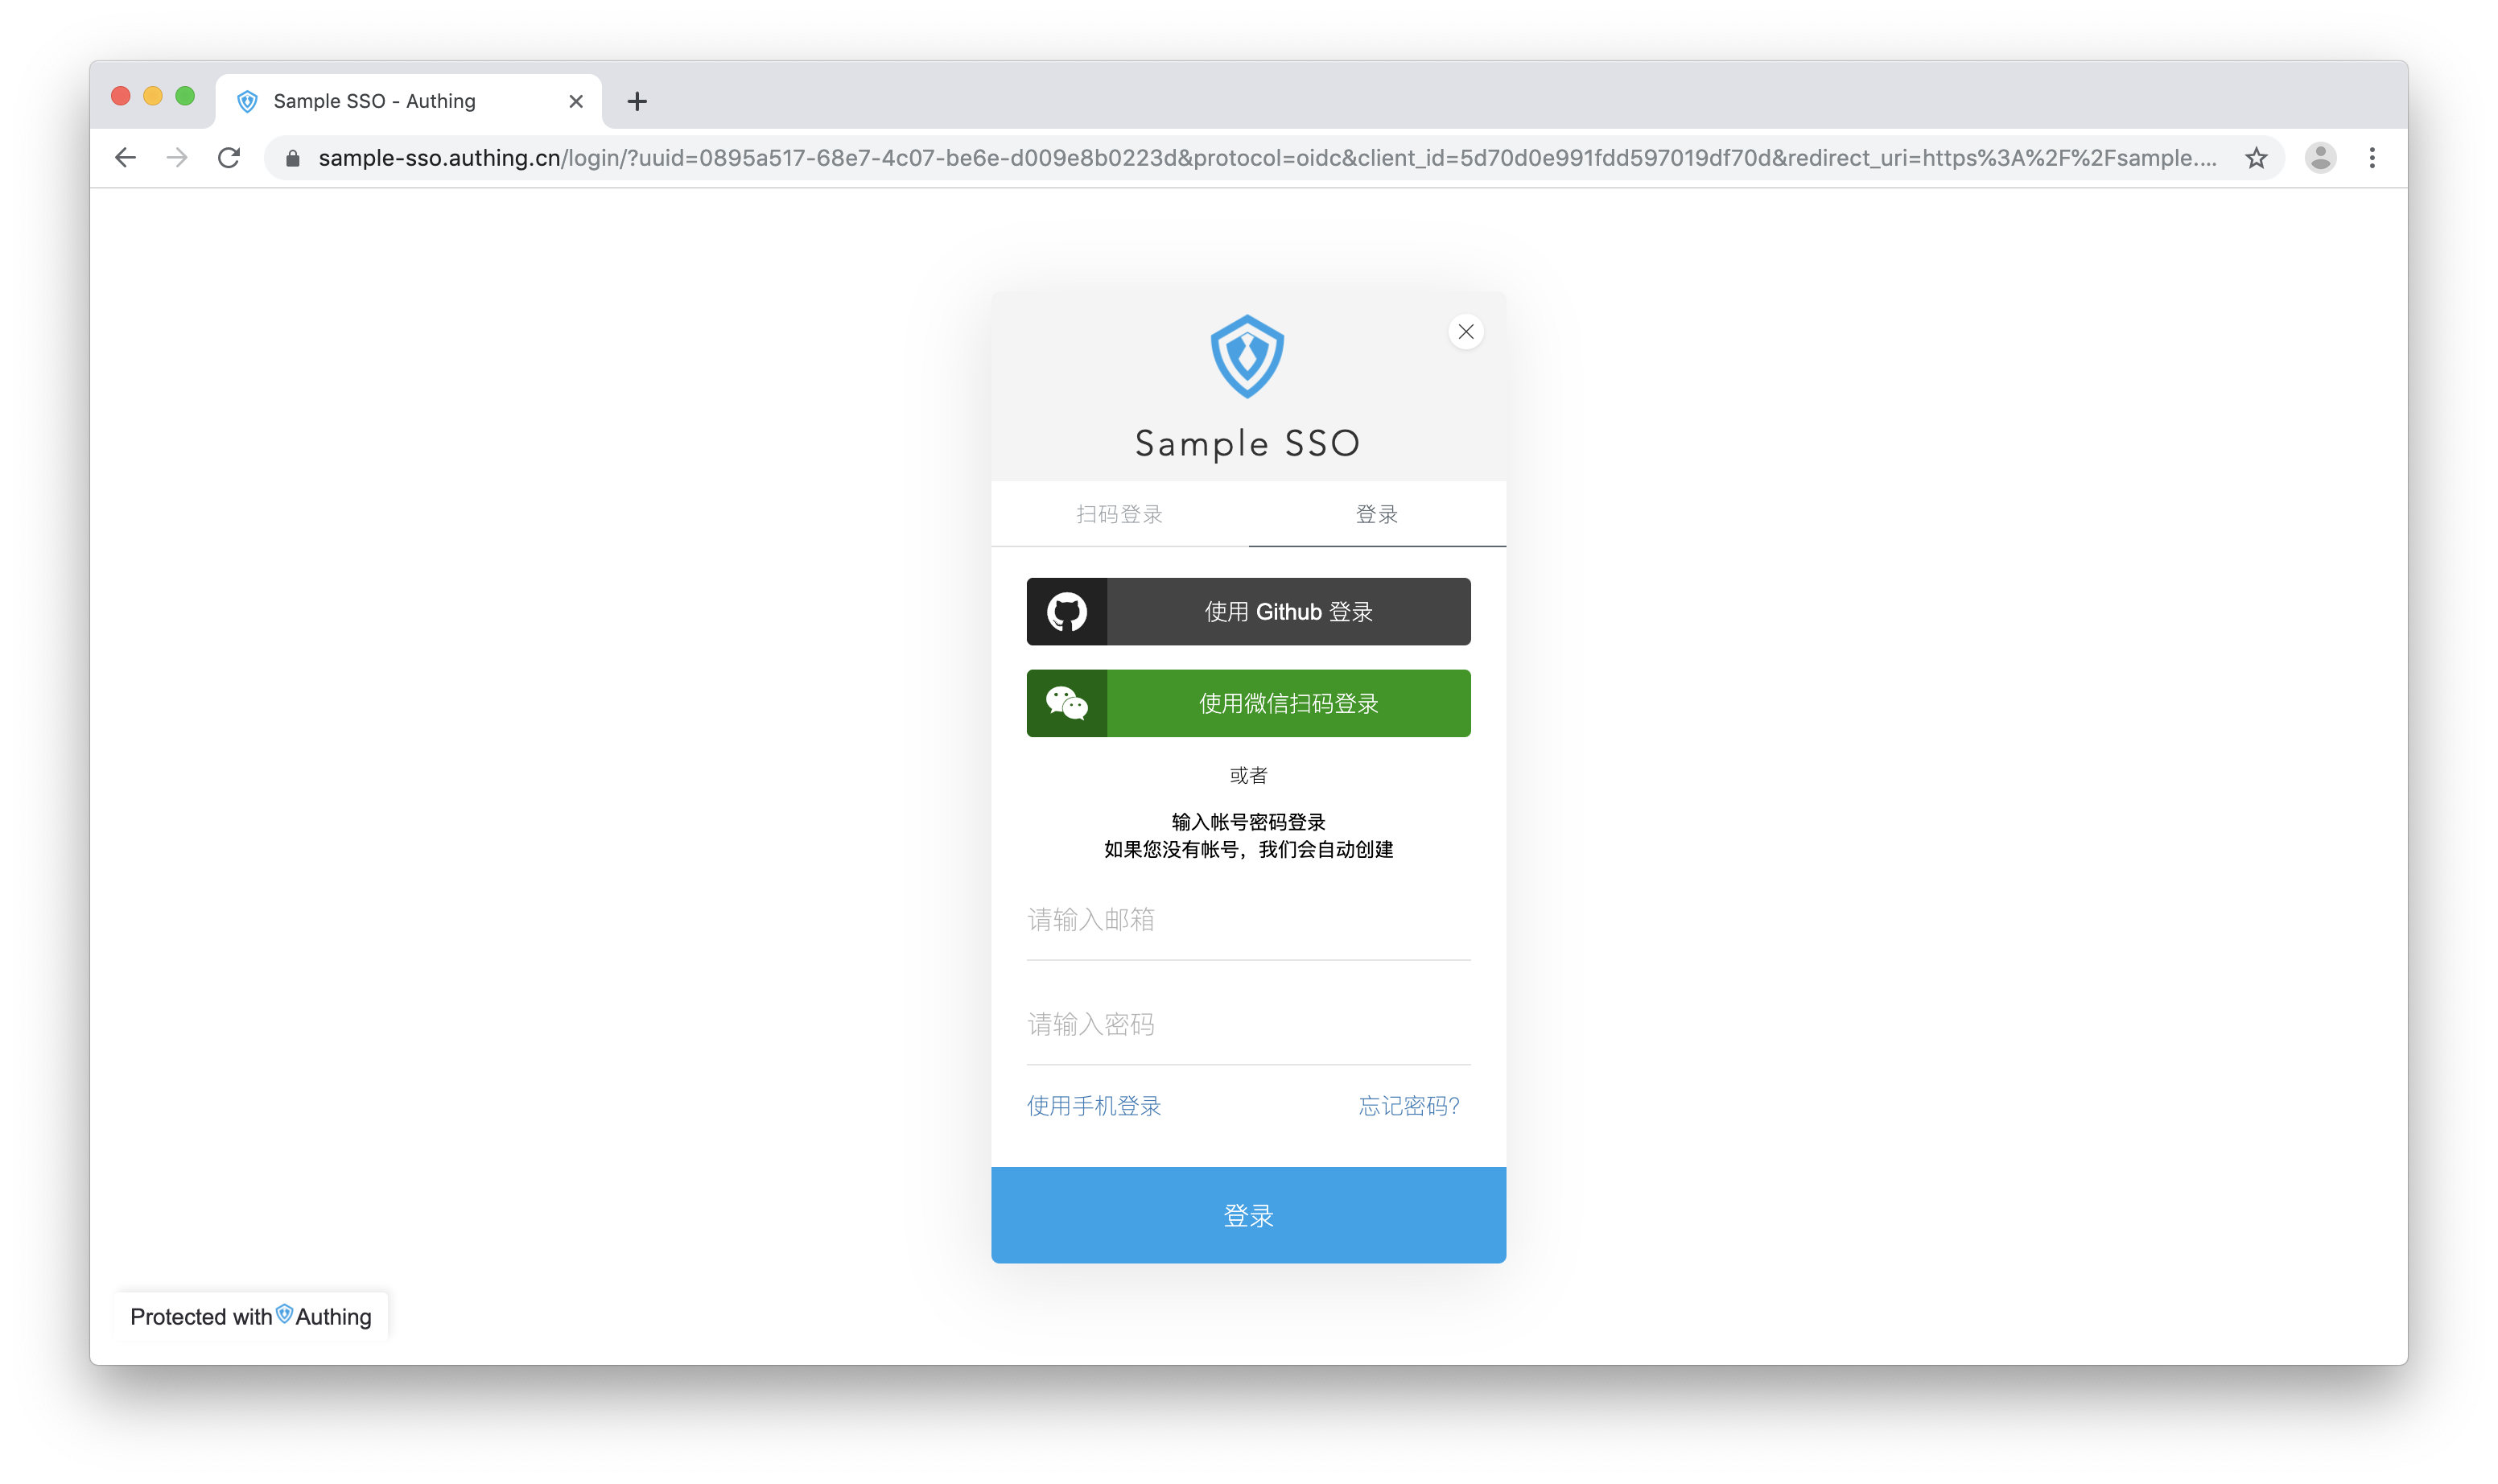 Sample SSO - Authing
sample-sso.authing.cn/login/?uuid=0895a517-68e7-4c07-be6e-d009e8b0223d&protocol=oidc&client_id=5d70d0e991fdd597019df70d&redirect_uri=https%3A%2F%2Fsample....
Sample SSO
扫码登录
登录
使用 Github 登录
使用微信扫码登录
或者
输入帐号密码登录
如果您没有帐号，我们会自动创建
请输入邮箱
请输入密码
使用手机登录
忘记密码?
登录
Protected with Authing